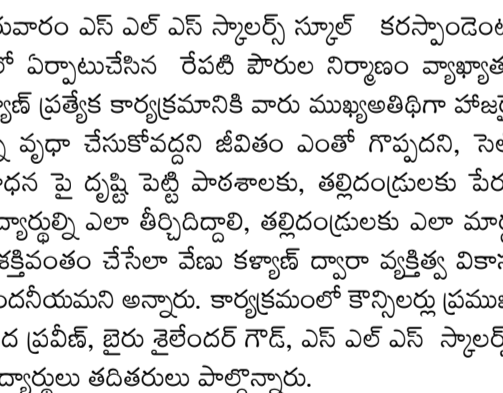 రువారం ఎస్ ఎల్ ఎస్ స్కాలర్స్ స్కూల్ కరస్పాండెంట
లో ఏర్పాటుచేసిన రేపటి పౌరుల నిర్మాణం వ్యాఖ్యాత
్యాణ్ ప్రత్యేక కార్యక్రమానికి వారు ముఖ్యఅతిథిగా హాజరై
ని వృధా చేసుకోవద్దని జీవితం ఎంతో గొప్పదని, సెల
ాధన పై దృష్టి పెట్టి పాఠశాలకు, తల్లిదండ్రులకు పేర
ద్యార్థుల్ని ఎలా తీర్చిదిద్దాలి, తల్లిదండ్రులకు ఎలా మార
శక్తివంతం చేసేలా వేణు కళ్యాణ్ ద్వారా వ్యక్తిత్వ వికాస
ందనీయమని అన్నారు. కార్యక్రమంలో కౌన్సిలర్లు ప్రముఖ
ద ప్రవీణ్, బైరు శైలేందర్ గౌడ్, ఎస్ ఎల్ ఎస్ స్కాలర్స్
ద్యార్థులు తదితరులు పాల్గొన్నారు.